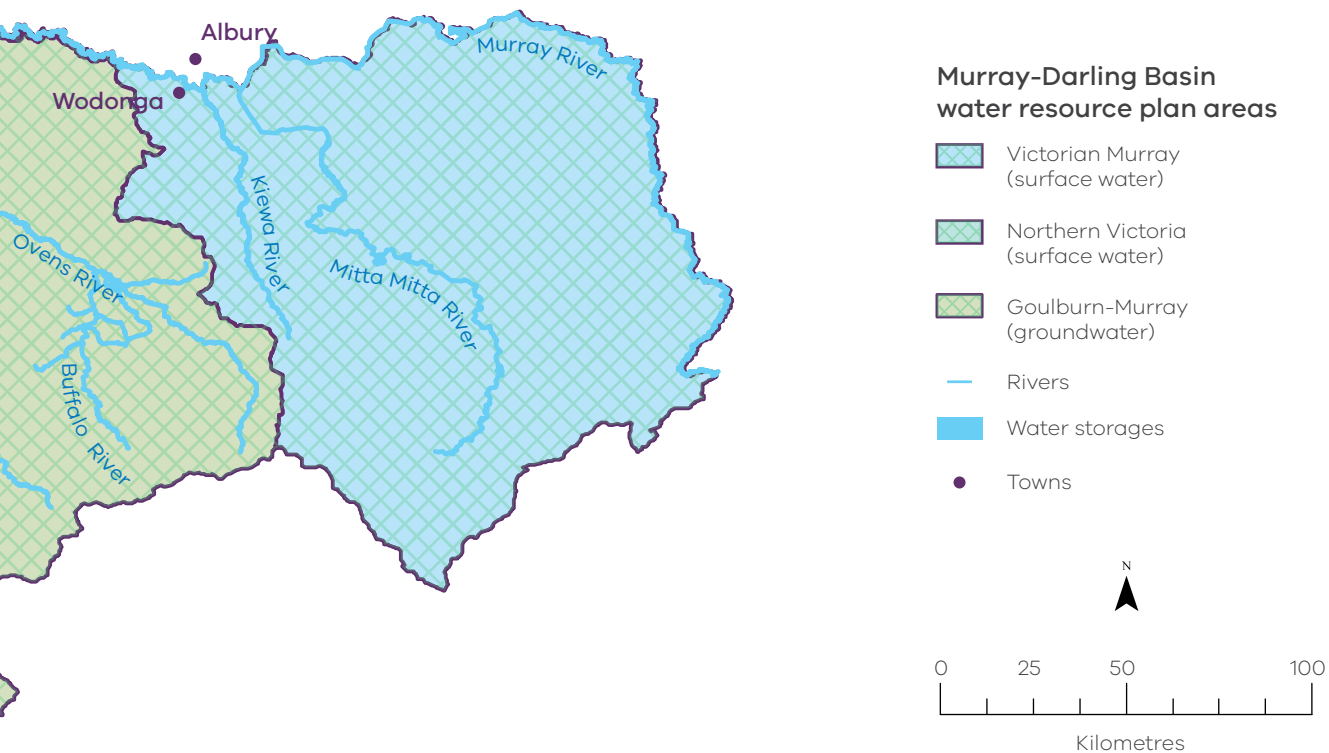 Albury
Wodonga
Murray River
Kiewa River
Mitta Mitta River
Ovens River
Buffalo River
Murray-Darling Basin
water resource plan areas
Victorian Murray
(surface water)
Northern Victoria
(surface water)
Goulburn-Murray
(groundwater)
Rivers
Water storages
Towns
N
0 25 50 100
Kilometres